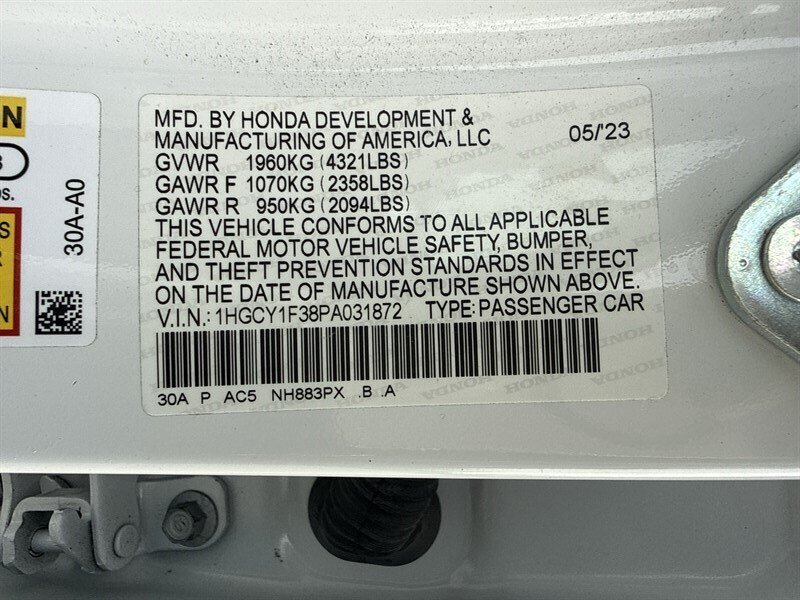 MFD. BY HONDA DEVELOPMENT &
MANUFACTURING OF AMERICA, LLC 05/'23
GVWR 1960KG (4321LBS)
GAWR F 1070KG (2358LBS)
GAWR R 950KG (2094LBS)
THIS VEHICLE CONFORMS TO ALL APPLICABLE
FEDERAL MOTOR VEHICLE SAFETY, BUMPER,
AND THEFT PREVENTION STANDARDS IN EFFECT
ON THE DATE OF MANUFACTURE SHOWN ABOVE.
V.I.N.: 1HGCY1F38PA031872 TYPE: PASSENGER CAR
30A P AC5 NH883PX .B .A
30A-A0
HONDA